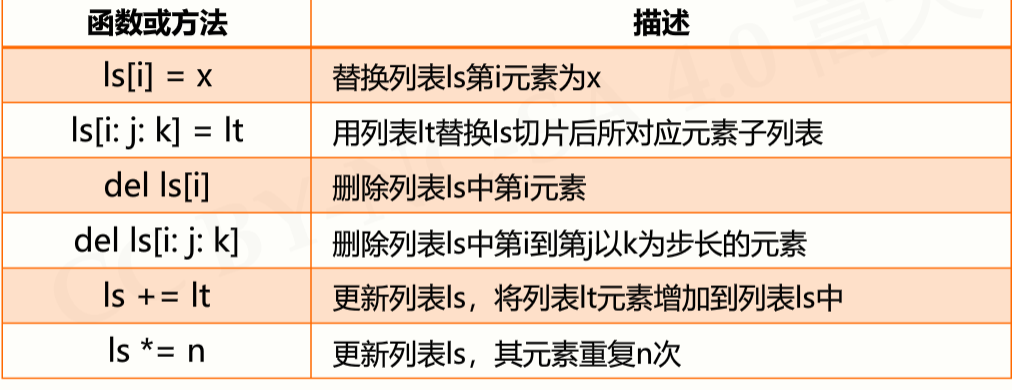 函数或方法 描述
ls[i] = x 替换列表ls第i元素为x
ls[i: j: k] = lt 用列表lt替换ls切片后所对应元素子列表
del ls[i] 删除列表ls中第i元素
del ls[i: j: k] 删除列表ls中第i到第j以k为步长的元素
ls += lt 更新列表ls，将列表lt元素增加到列表ls中
ls *= n 更新列表ls，其元素重复n次